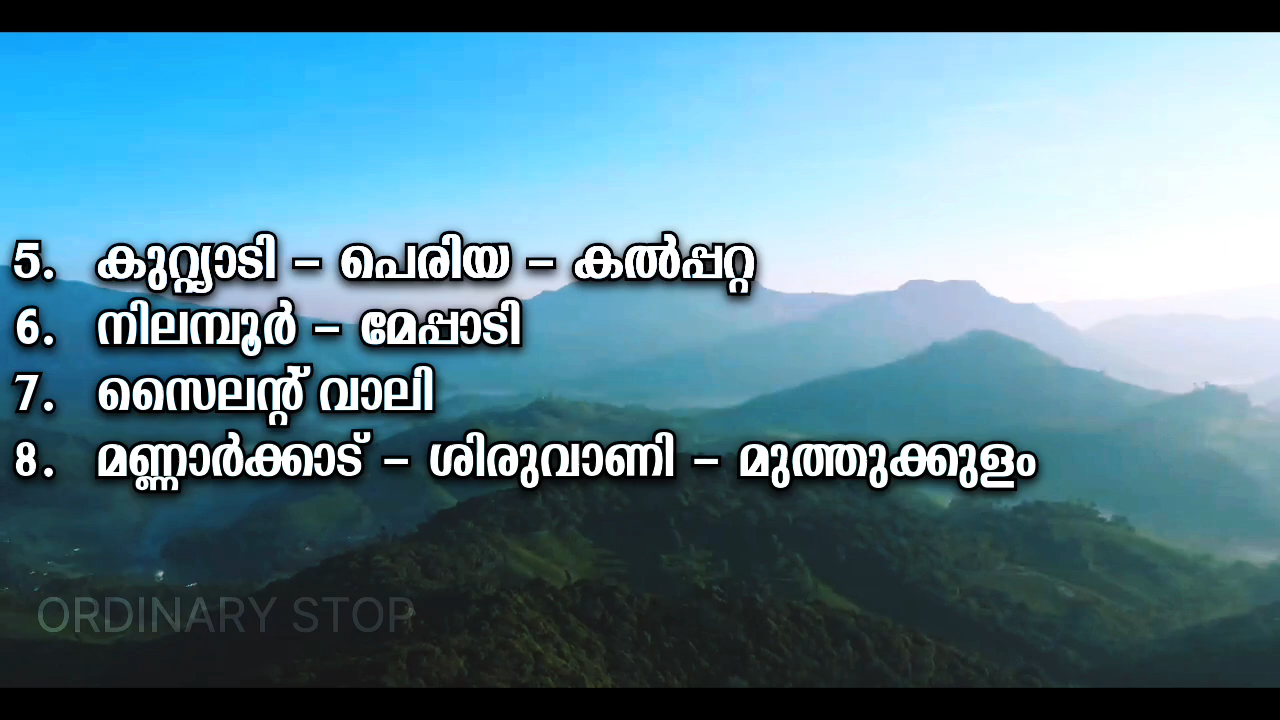 5. കുറ്റ്യാടി – പെരിയ – കൽപ്പറ്റ
6. നിലമ്പൂർ – മേപ്പാടി
7. സൈലന്റ് വാലി
8. മണ്ണാർക്കാട് – ശിരുവാണി – മുത്തുക്കുളം
ORDINARY STOP